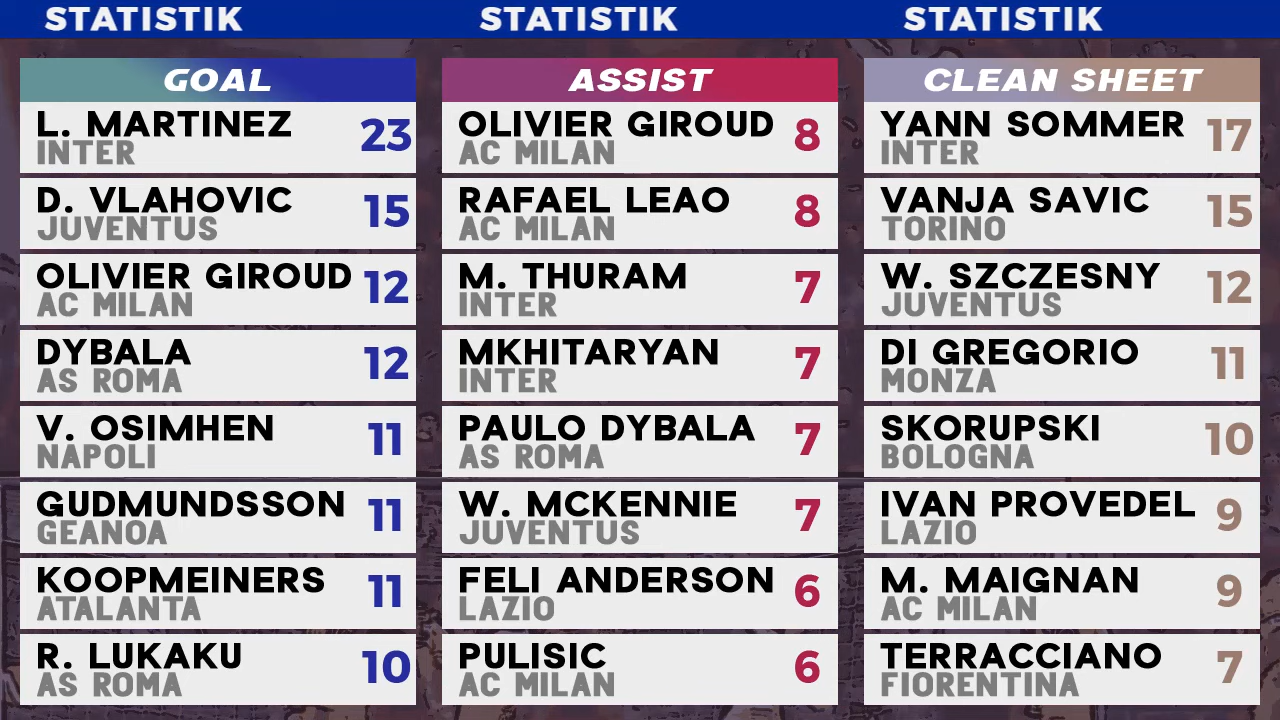 STATISTIK
STATISTIK
STATISTIK
GOAL
L. MARTINEZ 23
INTER
D. VLAHOVIC 15
JUVENTUS
OLIVIER GIROUD 12
AC MILAN
DYBALA 12
AS ROMA
V. OSIMHEN 11
NAPOLI
GUDMUNDSSON 11
GEANOA
KOOPMEINERS 11
ATALANTA
R. LUKAKU 10
AS ROMA
ASSIST
OLIVIER GIROUD 8
AC MILAN
RAFAEL LEAO 8
AC MILAN
M. THURAM 7
INTER
MKHITARYAN 7
INTER
PAULO DYBALA 7
AS ROMA
W. MCKENNIE 7
JUVENTUS
FELI ANDERSON 6
LAZIO
PULISIC 6
AC MILAN
CLEAN SHEET
YANN SOMMER 17
INTER
VANJA SAVIC 15
TORINO
W. SZCZESNY 12
JUVENTUS
DI GREGORIO 11
MONZA
SKORUPSKI 10
BOLOGNA
IVAN PROVEDEL 9
LAZIO
M. MAIGNAN 9
AC MILAN
TERRACCIANO 7
FIORENTINA